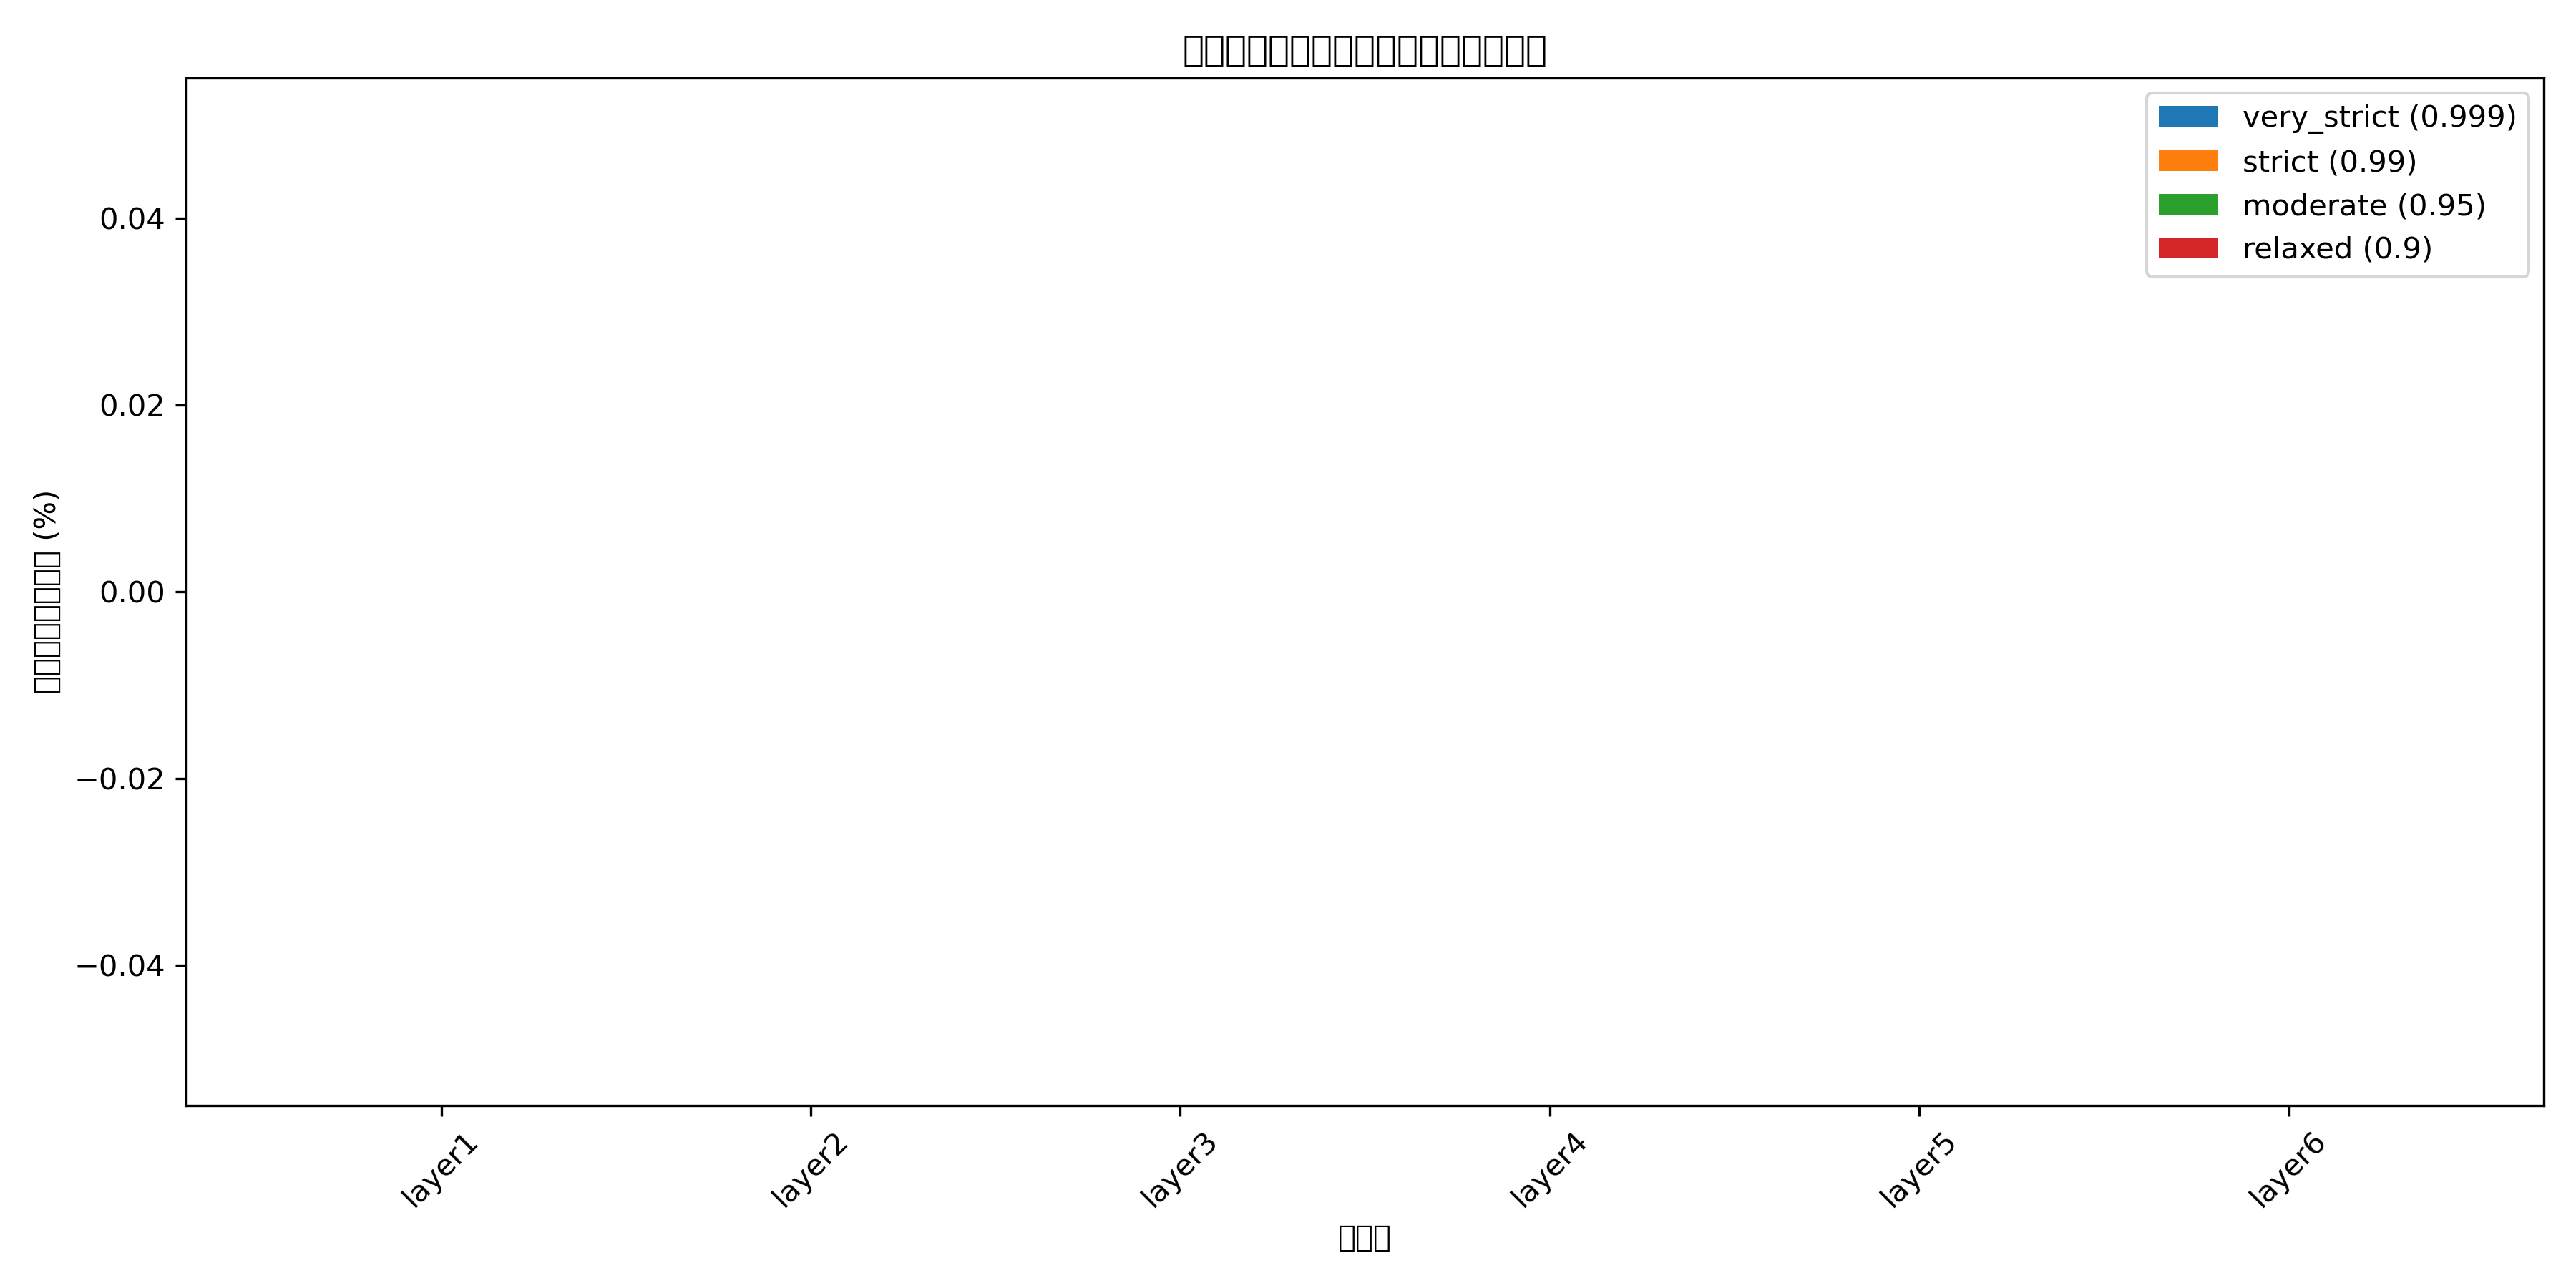 very_strict (0.999)
strict (0.99)
moderate (0.95)
relaxed (0.9)
0.04
0.02
0.00
−0.02
−0.04
(%)
layer1
layer2
layer3
layer4
layer5
layer6